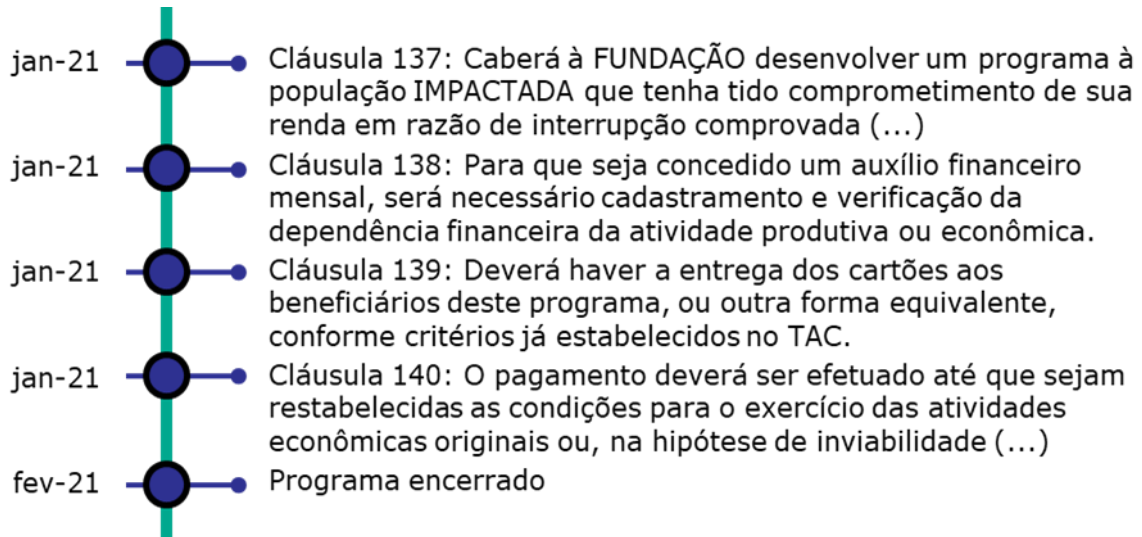 jan-21
Cláusula 137: Caberá à FUNDAÇÃO desenvolver um programa à
população IMPACTADA que tenha tido comprometimento de sua
renda em razão de interrupção comprovada (...)
jan-21
Cláusula 138: Para que seja concedido um auxílio financeiro
mensal, será necessário cadastramento e verificação da
dependência financeira da atividade produtiva ou econômica.
jan-21
Cláusula 139: Deverá haver a entrega dos cartões aos
beneficiários deste programa, ou outra forma equivalente,
conforme critérios já estabelecidos no TAC.
jan-21
Cláusula 140: O pagamento deverá ser efetuado até que sejam
restabelecidas as condições para o exercício das atividades
econômicas originais ou, na hipótese de inviabilidade (...)
fev-21
Programa encerrado